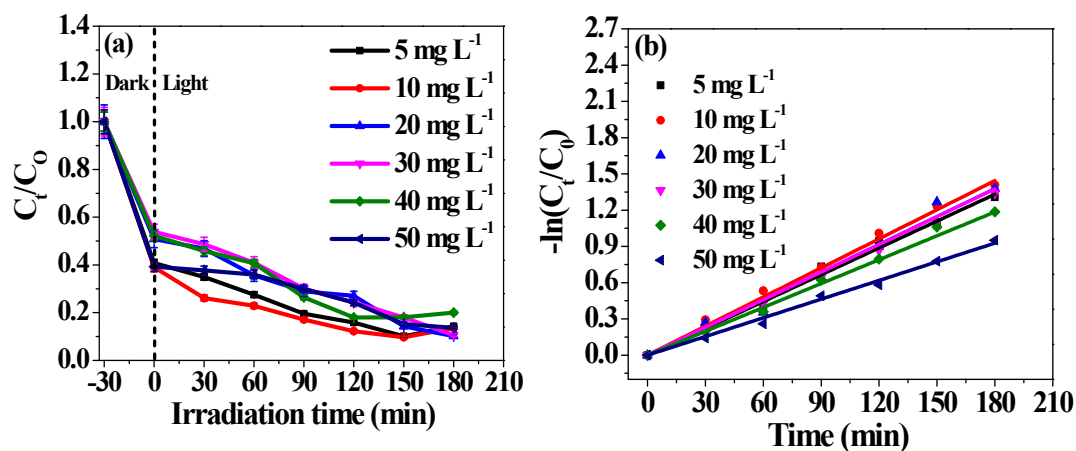 (a)
Dark Light
5 mg L⁻¹
10 mg L⁻¹
20 mg L⁻¹
30 mg L⁻¹
40 mg L⁻¹
50 mg L⁻¹
C_t/C_O
1.4
1.2
1.0
0.8
0.6
0.4
0.2
0.0
-30 0 30 60 90 120 150 180 210
Irradiation time (min)
(b)
5 mg L⁻¹
10 mg L⁻¹
20 mg L⁻¹
30 mg L⁻¹
40 mg L⁻¹
50 mg L⁻¹
-ln(C_t/C_0)
2.7
2.4
2.1
1.8
1.5
1.2
0.9
0.6
0.3
0.0
0 30 60 90 120 150 180 210
Time (min)